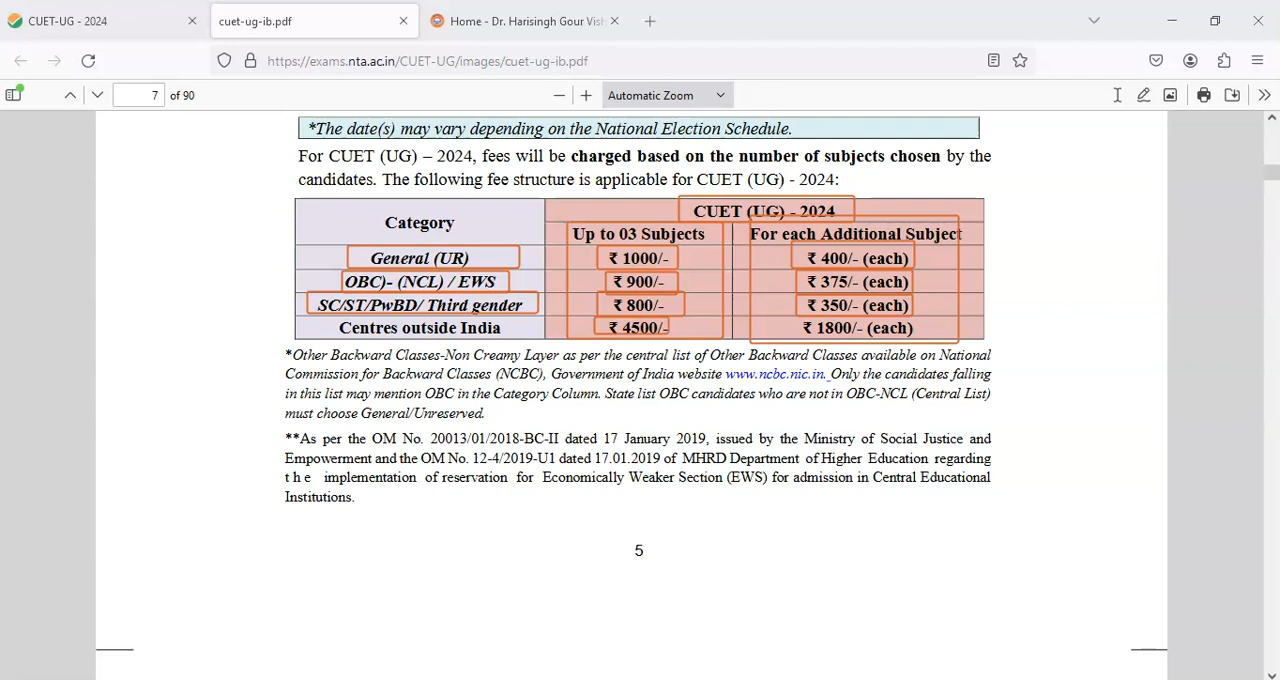 CUET-UG - 2024
cuet-ug-ib.pdf
Home - Dr. Harisingh Gour Vish
https://exams.nta.ac.in/CUET-UG/images/cuet-ug-ib.pdf
7 of 90
Automatic Zoom
*The date(s) may vary depending on the National Election Schedule.
For CUET (UG) – 2024, fees will be charged based on the number of subjects chosen by the
candidates. The following fee structure is applicable for CUET (UG) - 2024:
Category CUET (UG) - 2024
Up to 03 Subjects For each Additional Subject
General (UR) ₹ 1000/- ₹ 400/- (each)
OBC)- (NCL) / EWS ₹ 900/- ₹ 375/- (each)
SC/ST/PwBD/ Third gender ₹ 800/- ₹ 350/- (each)
Centres outside India ₹ 4500/- ₹ 1800/- (each)
*Other Backward Classes-Non Creamy Layer as per the central list of Other Backward Classes available on National
Commission for Backward Classes (NCBC), Government of India website www.ncbc.nic.in. Only the candidates falling
in this list may mention OBC in the Category Column. State list OBC candidates who are not in OBC-NCL (Central List)
must choose General/Unreserved.
**As per the OM No. 20013/01/2018-BC-II dated 17 January 2019, issued by the Ministry of Social Justice and
Empowerment and the OM No. 12-4/2019-U1 dated 17.01.2019 of MHRD Department of Higher Education regarding
the implementation of reservation for Economically Weaker Section (EWS) for admission in Central Educational
Institutions.
5